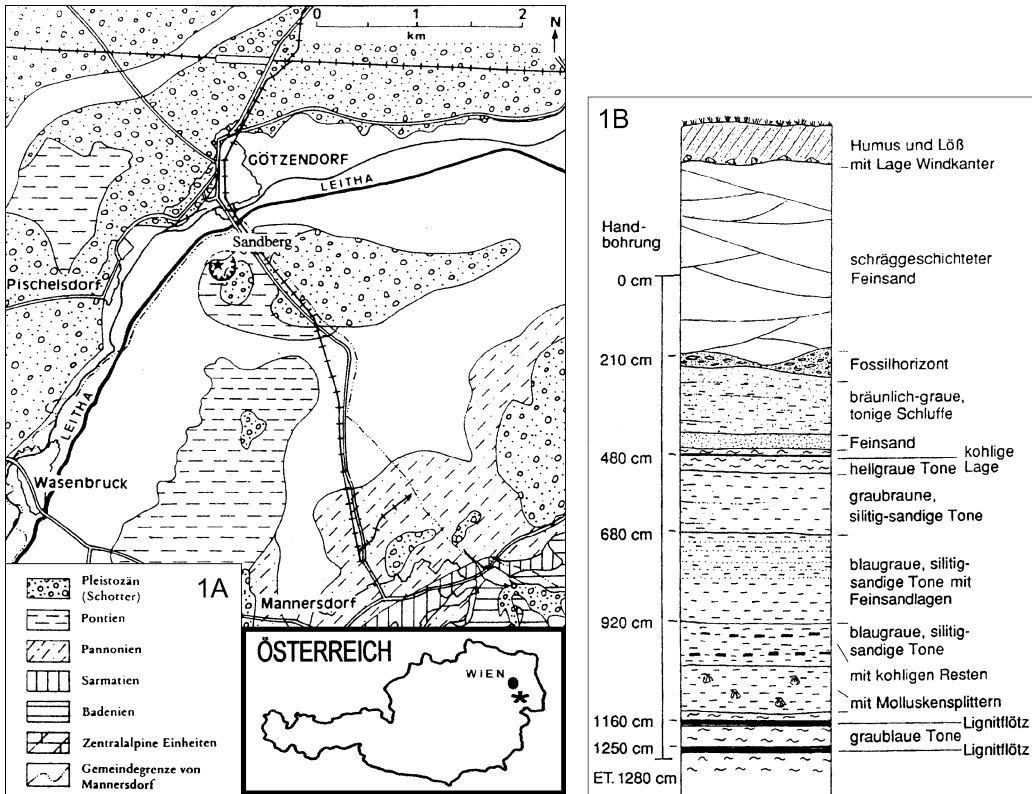 0 1 2
km
N
GÖTZENDORF
LEITHA
Sandberg
Pischelsdorf
LEITHA
Wasenbruck
Mannersdorf
1A
Pleistozän
(Schotter)
Pontien
Pannonien
Sarmatien
Badenien
Zentralalpine Einheiten
Gemeindegrenze von
Mannersdorf
ÖSTERREICH
WIEN
1B
Humus und Löß
mit Lage Windkanter
Hand-
bohrung
0 cm
schräggeschichteter
Feinsand
210 cm
Fossilhorizont
bräunlich-graue,
tonige Schluffe
Feinsand
480 cm
kohlige
Lage
hellgraue Tone
graubraune,
silitig-sandige Tone
680 cm
blaugraue, silitig-
sandige Tone mit
Feinsandlagen
920 cm
blaugraue, silitig-
sandige Tone
mit kohligen Resten
mit Molluskensplittern
1160 cm
Lignitflötz
graublaue Tone
1250 cm
Lignitflötz
ET. 1280 cm